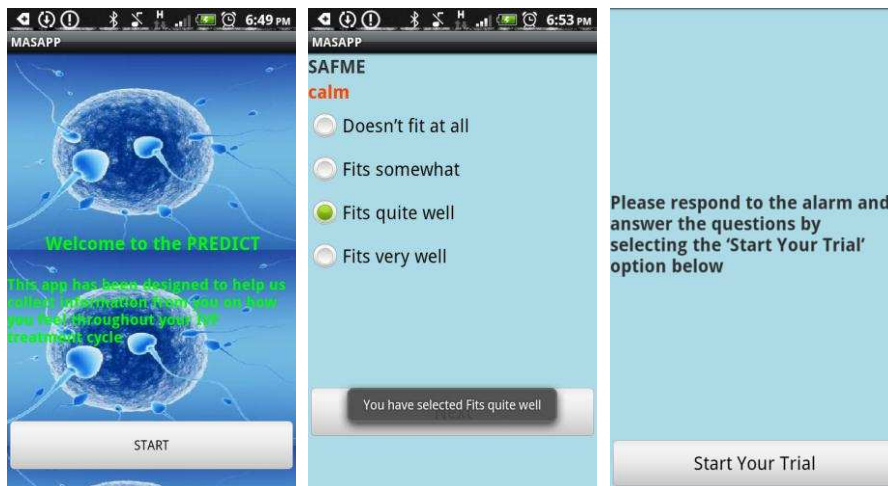 6:49 PM
MASAPP
Welcome to the PREDICT
This app has been designed to help us
collect information from you on how
you feel throughout your IVF
treatment cycle
START
6:53 PM
MASAPP
SAFME
calm
Doesn't fit at all
Fits somewhat
Fits quite well
Fits very well
You have selected Fits quite well
Please respond to the alarm and
answer the questions by
selecting the 'Start Your Trial'
option below
Start Your Trial